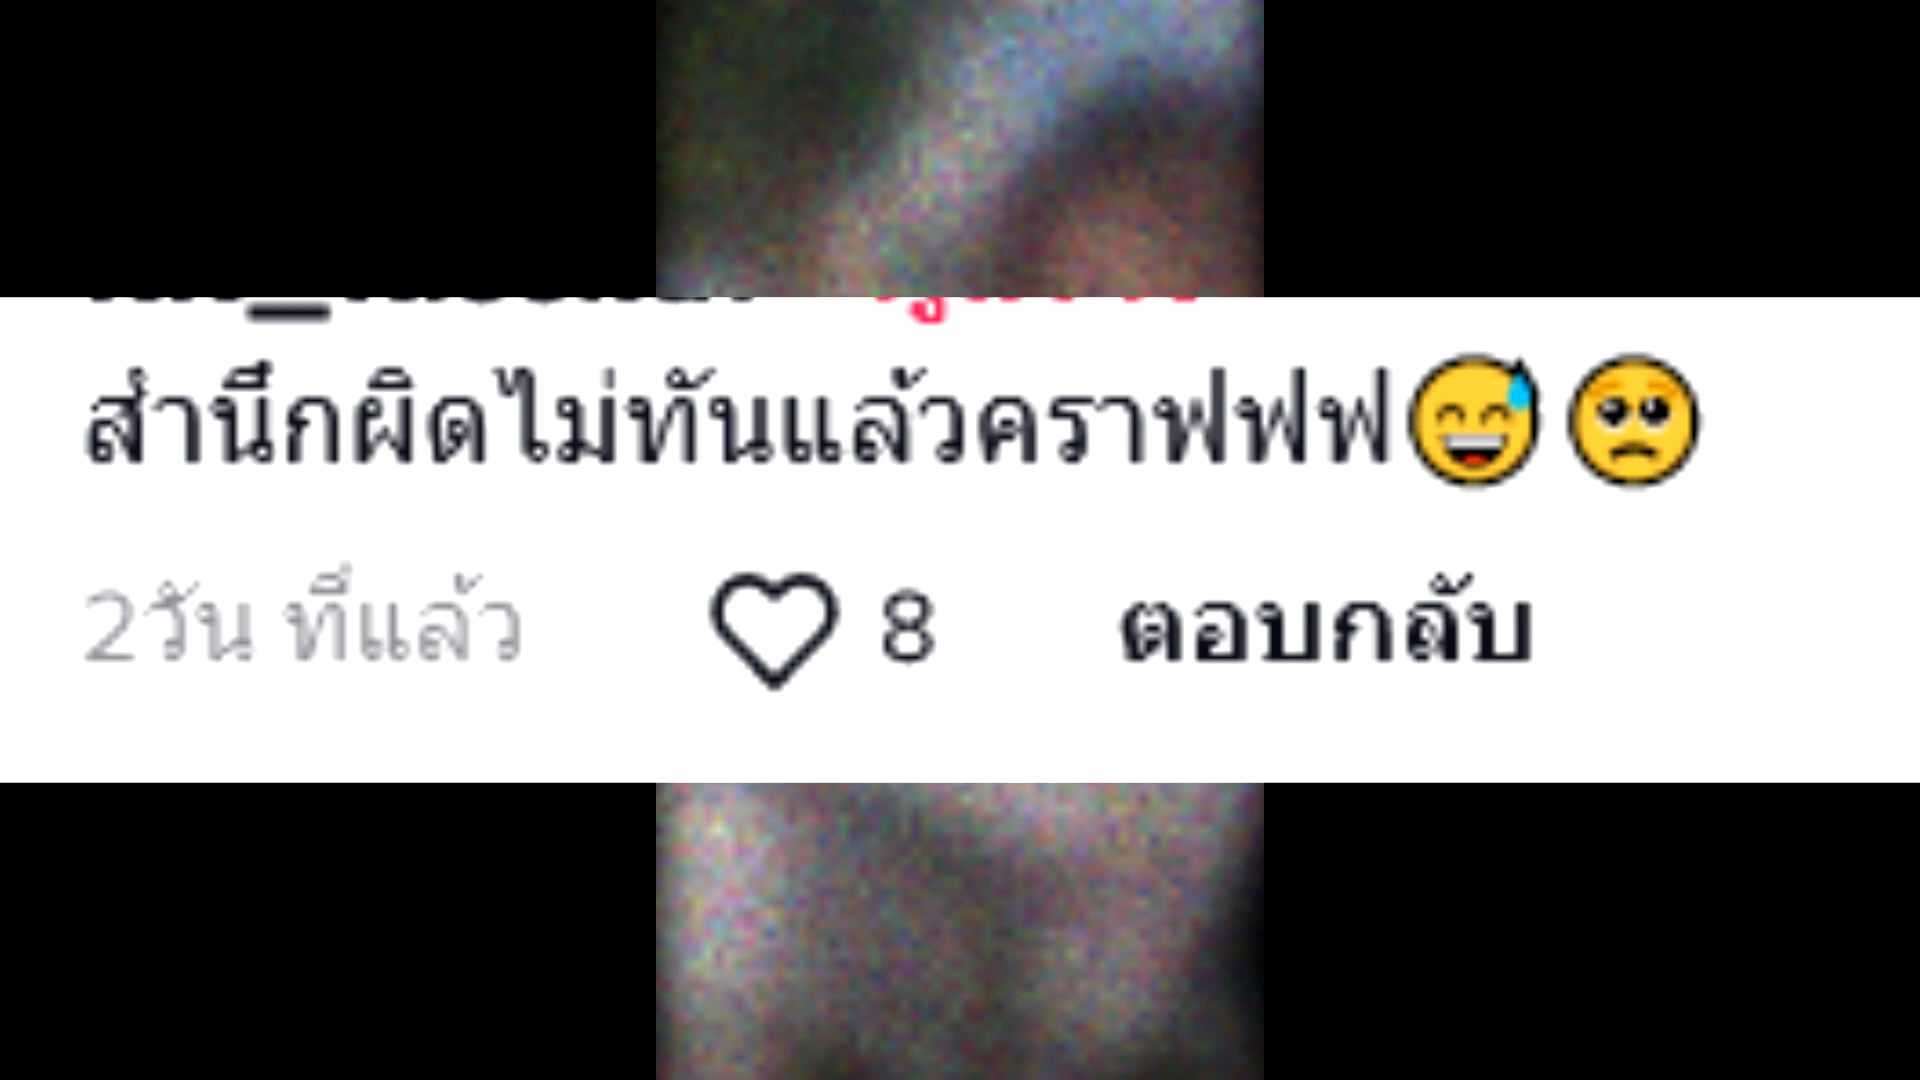 สำนึกผิดไม่ทันแล้วคราฟฟฟ😅🥺
2วัน ที่แล้ว 8 ตอบกลับ